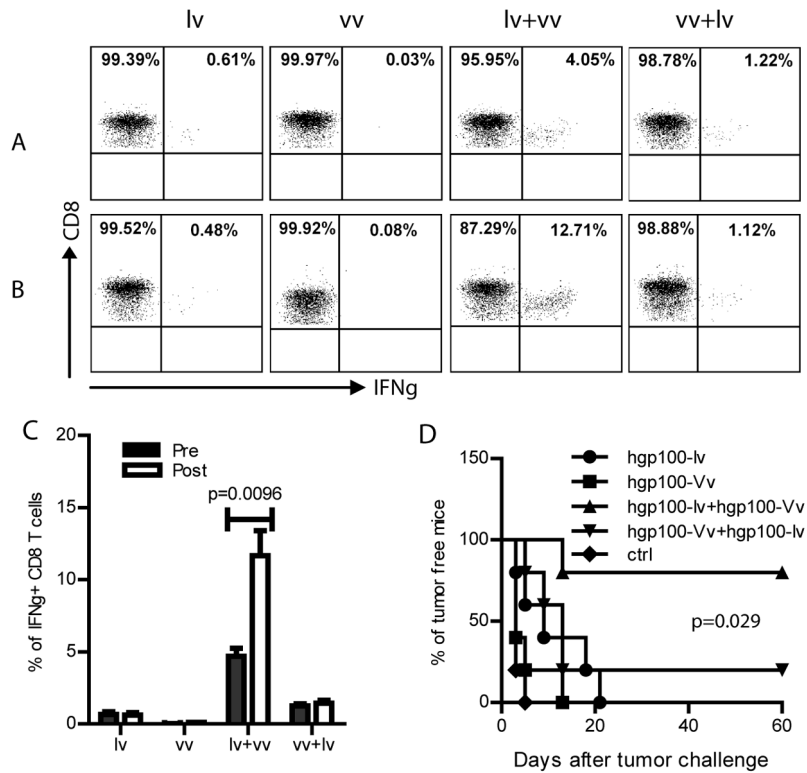 lv vv lv+vv vv+lv
A
99.39% 0.61% 99.97% 0.03% 95.95% 4.05% 98.78% 1.22%
B
99.52% 0.48% 99.92% 0.08% 87.29% 12.71% 98.88% 1.12%
CD8
IFNg
C
% of IFNg+ CD8 T cells
20
15
10
5
0
Pre
Post
p=0.0096
lv vv lv+vv vv+lv
D
% of tumor free mice
150
100
50
0
hgp100-lv
hgp100-Vv
hgp100-lv+hgp100-Vv
hgp100-Vv+hgp100-lv
ctrl
p=0.029
0 20 40 60
Days after tumor challenge